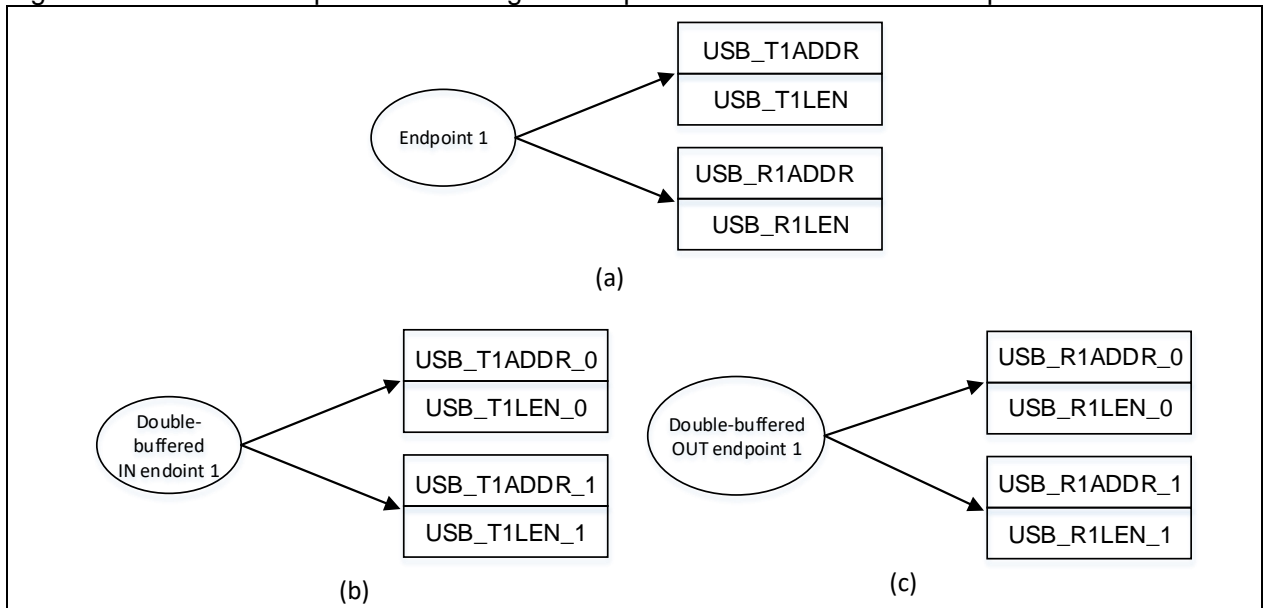 USB_T1ADDR
USB_T1LEN
Endpoint 1
USB_R1ADDR
USB_R1LEN
(a)
USB_T1ADDR_0
USB_T1LEN_0
Double-
buffered
IN endoint 1
USB_T1ADDR_1
USB_T1LEN_1
(b)
USB_R1ADDR_0
USB_R1LEN_0
Double-buffered
OUT endpoint 1
USB_R1ADDR_1
USB_R1LEN_1
(c)